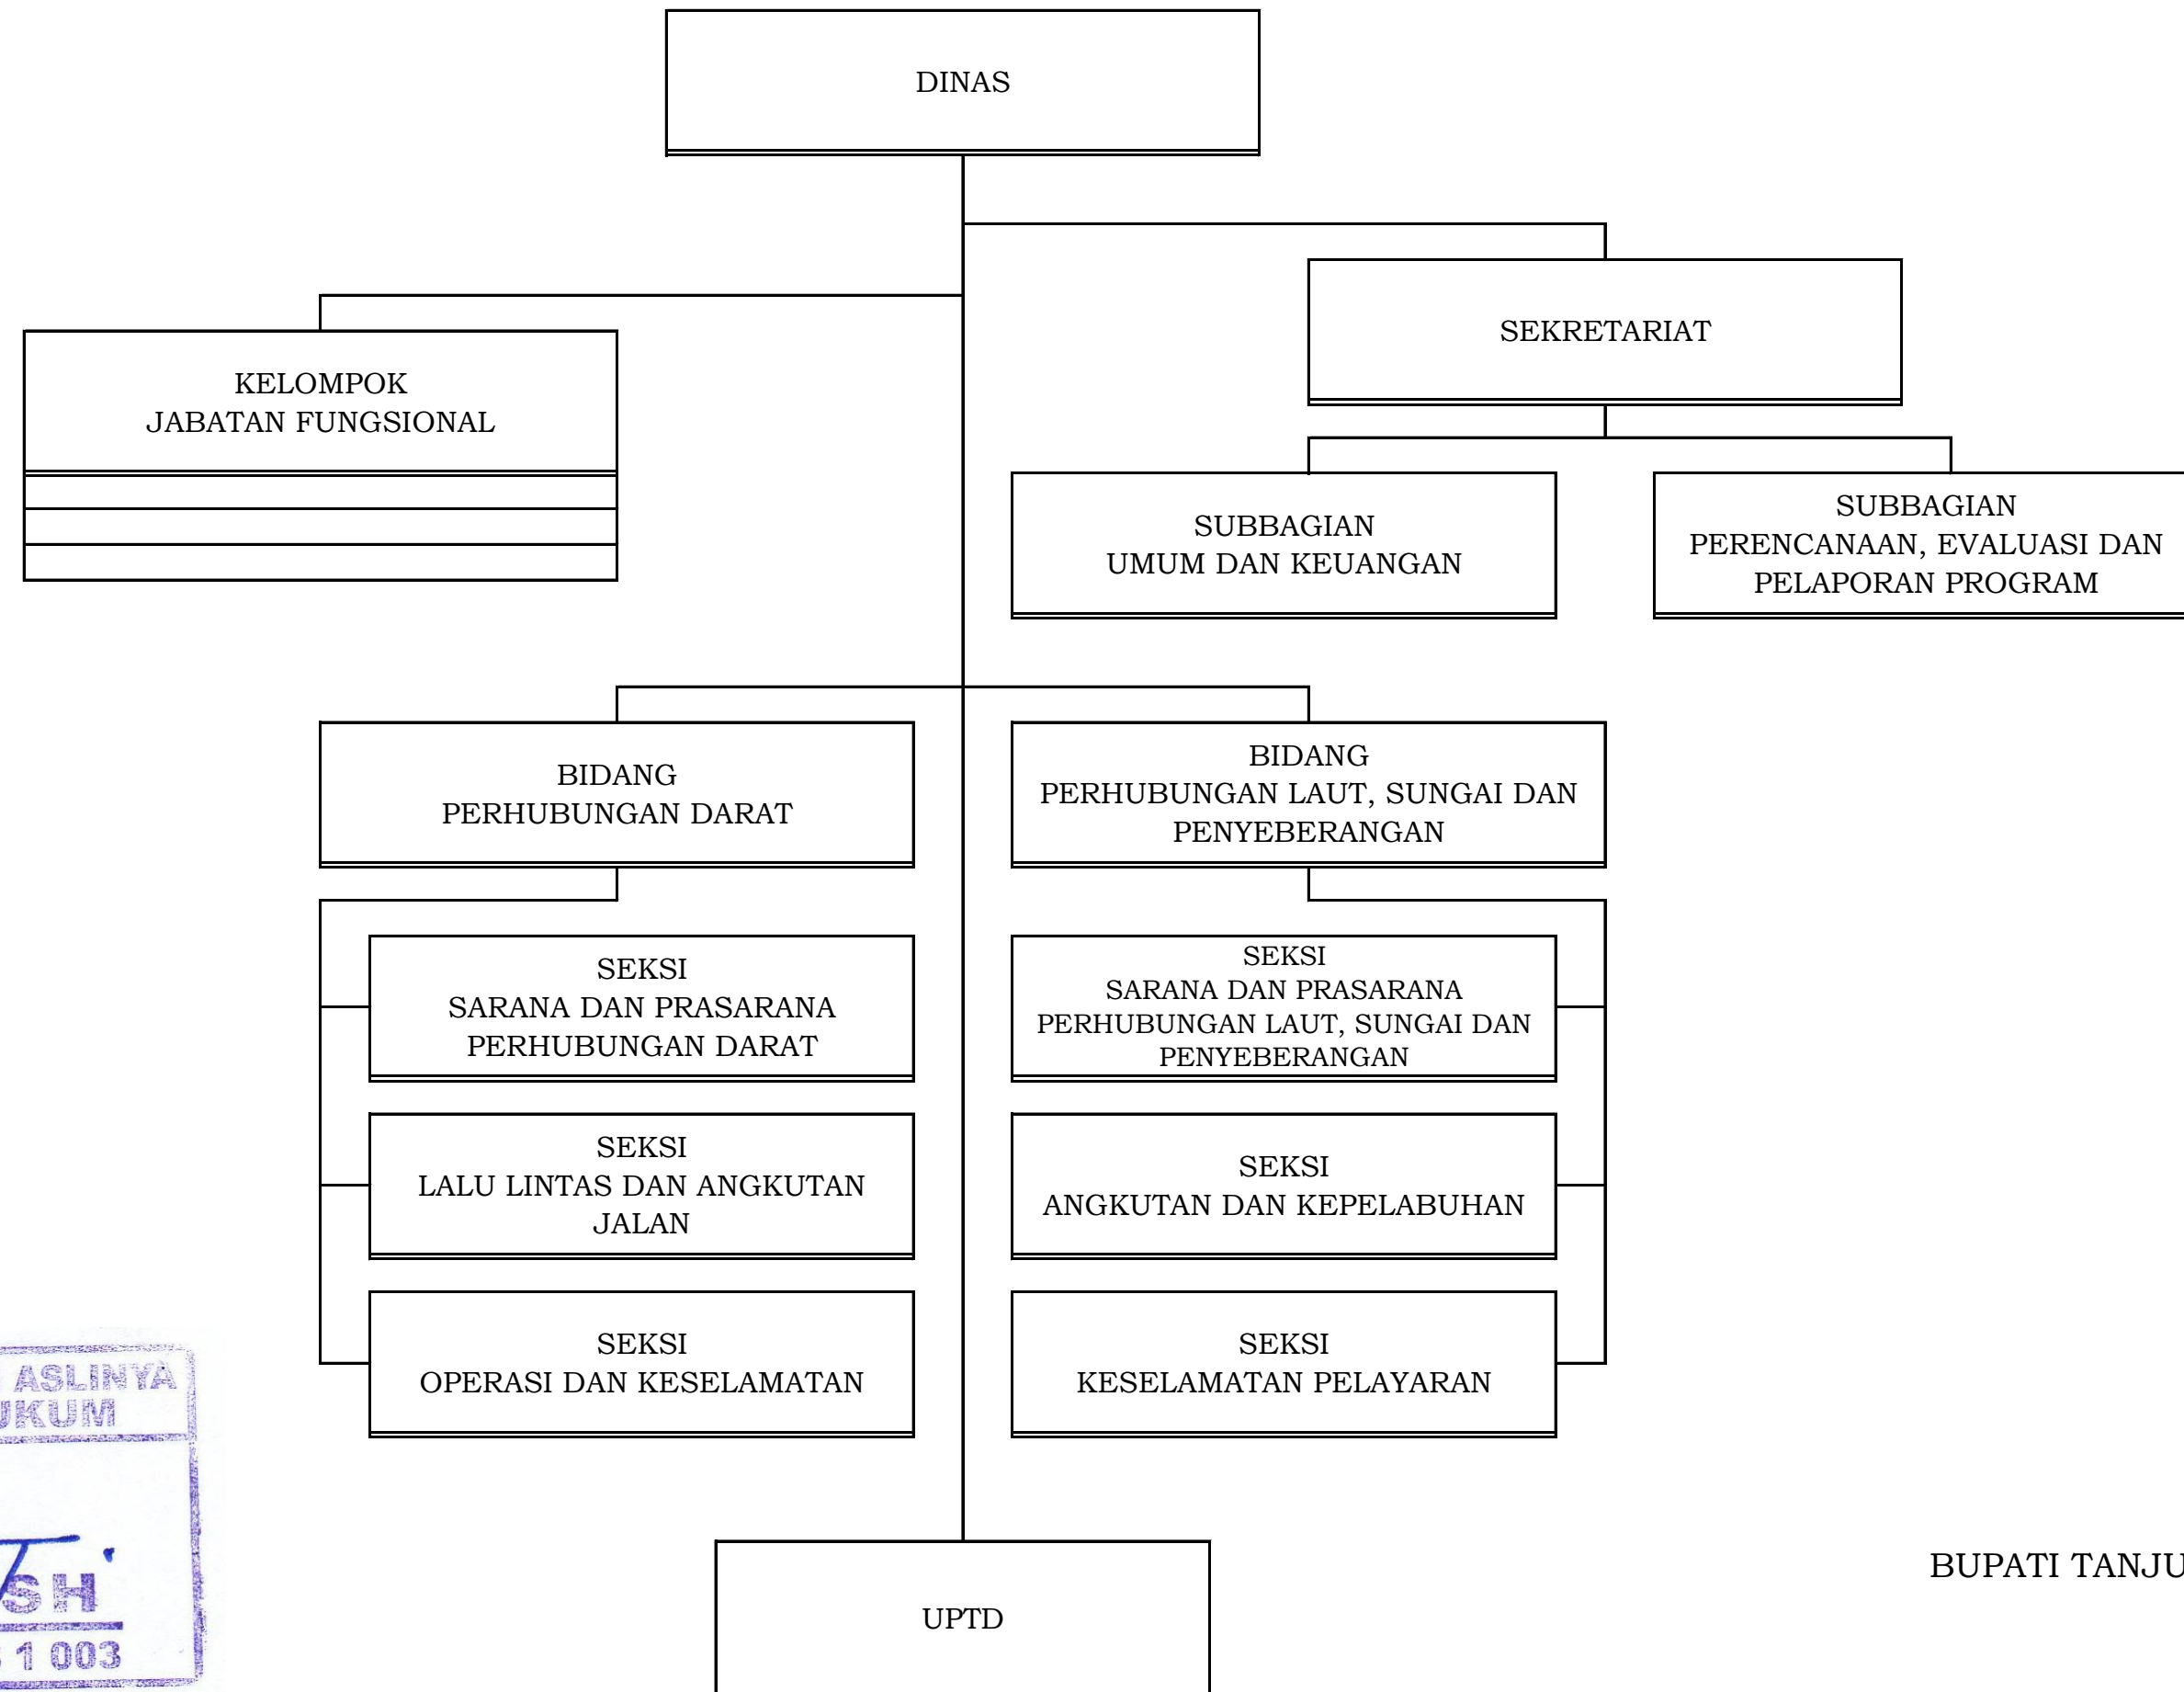 DINAS
SEKRETARIAT
KELOMPOK
JABATAN FUNGSIONAL
SUBBAGIAN
UMUM DAN KEUANGAN
SUBBAGIAN
PERENCANAAN, EVALUASI DAN
PELAPORAN PROGRAM
BIDANG
PERHUBUNGAN DARAT
BIDANG
PERHUBUNGAN LAUT, SUNGAI DAN
PENYEBERANGAN
SEKSI
SARANA DAN PRASARANA
PERHUBUNGAN DARAT
SEKSI
SARANA DAN PRASARANA
PERHUBUNGAN LAUT, SUNGAI DAN
PENYEBERANGAN
SEKSI
LALU LINTAS DAN ANGKUTAN
JALAN
SEKSI
ANGKUTAN DAN KEPELABUHAN
SEKSI
OPERASI DAN KESELAMATAN
SEKSI
KESELAMATAN PELAYARAN
UPTD
BUPATI TANJU
ASLINYA
UKUM
SH
1 003